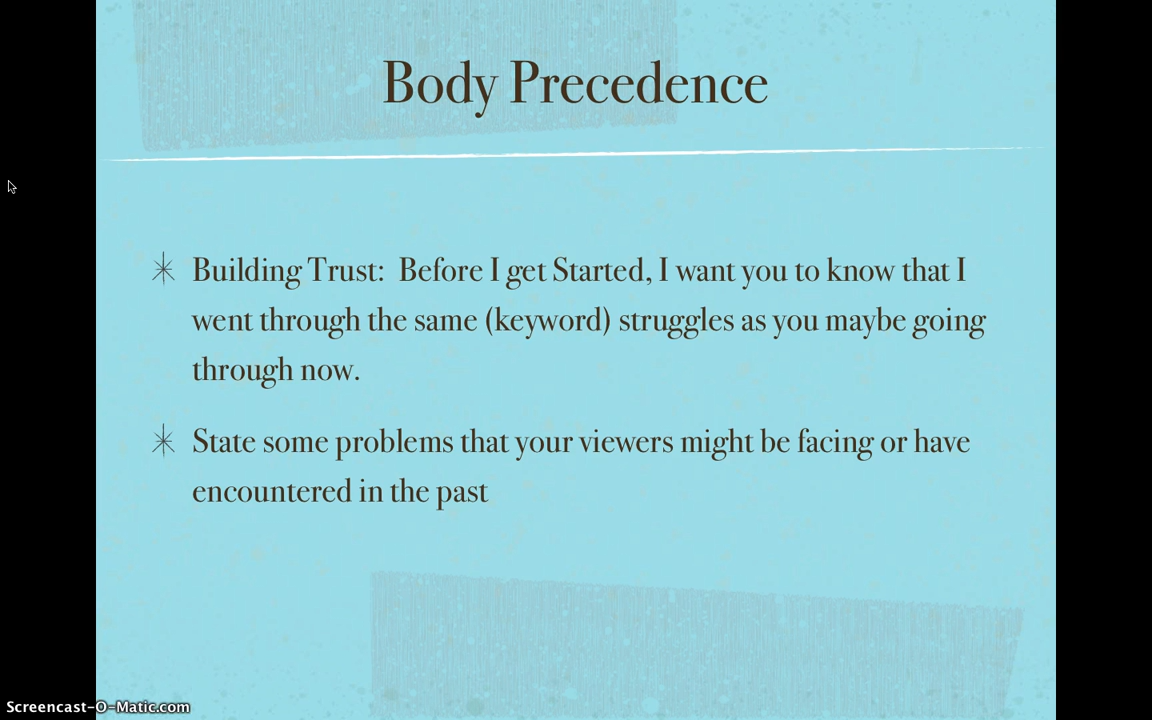 Body Precedence
Building Trust:  Before I get Started, I want you to know that I
went through the same (keyword) struggles as you maybe going
through now.
State some problems that your viewers might be facing or have
encountered in the past
Screencast-O-Matic.com